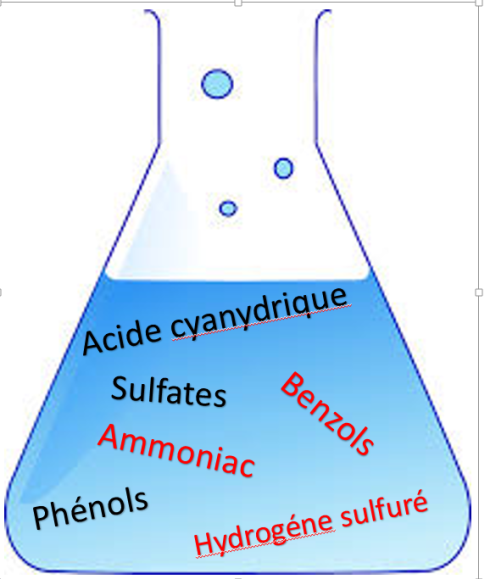 Acide cyanydrique
Sulfates
Benzols
Ammoniac
Phénols
Hydrogéne sulfuré